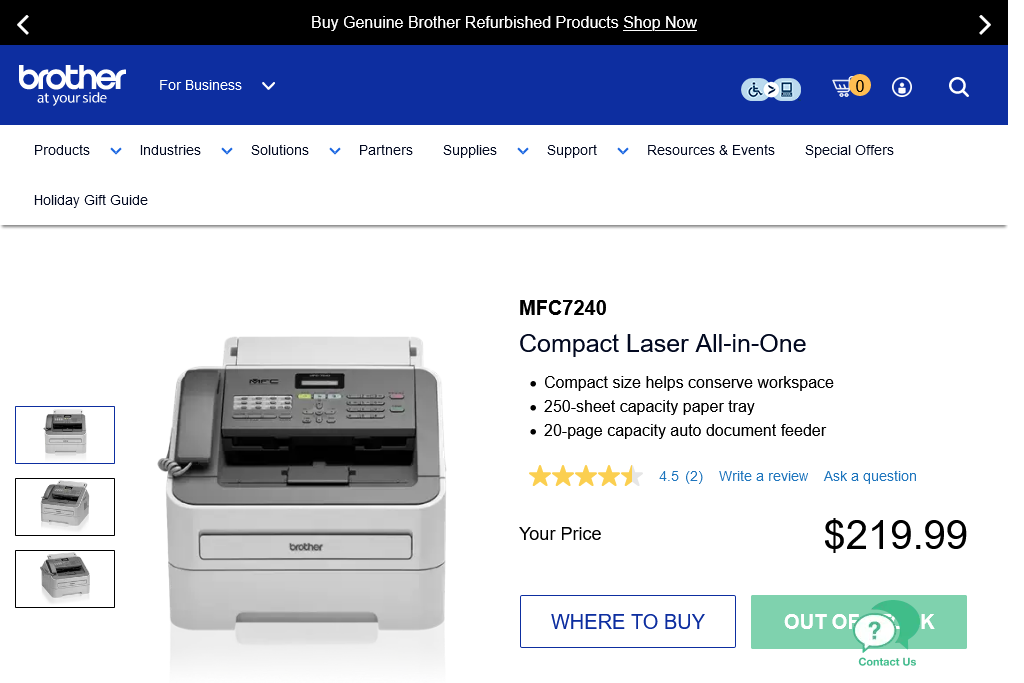 Buy Genuine Brother Refurbished Products Shop Now
brother
at your side
For Business
0
Products
Industries
Solutions
Partners
Supplies
Support
Resources & Events
Special Offers
Holiday Gift Guide
MFC7240
Compact Laser All-in-One
Compact size helps conserve workspace
250-sheet capacity paper tray
20-page capacity auto document feeder
4.5 (2) Write a review Ask a question
Your Price
$219.99
MFC
brother
WHERE TO BUY
OUT OF
?
Contact Us